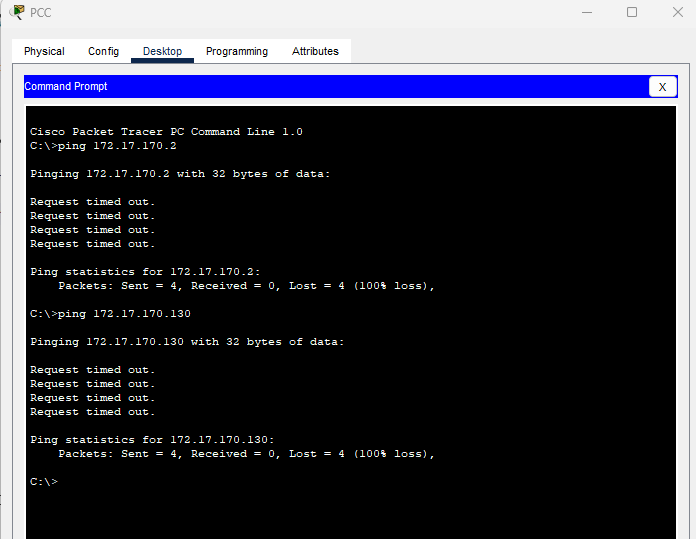 PCC
Physical Config Desktop Programming Attributes
Command Prompt
X
Cisco Packet Tracer PC Command Line 1.0
C:\>ping 172.17.170.2
Pinging 172.17.170.2 with 32 bytes of data:
Request timed out.
Request timed out.
Request timed out.
Request timed out.
Ping statistics for 172.17.170.2:
    Packets: Sent = 4, Received = 0, Lost = 4 (100% loss),
C:\>ping 172.17.170.130
Pinging 172.17.170.130 with 32 bytes of data:
Request timed out.
Request timed out.
Request timed out.
Request timed out.
Ping statistics for 172.17.170.130:
    Packets: Sent = 4, Received = 0, Lost = 4 (100% loss),
C:\>